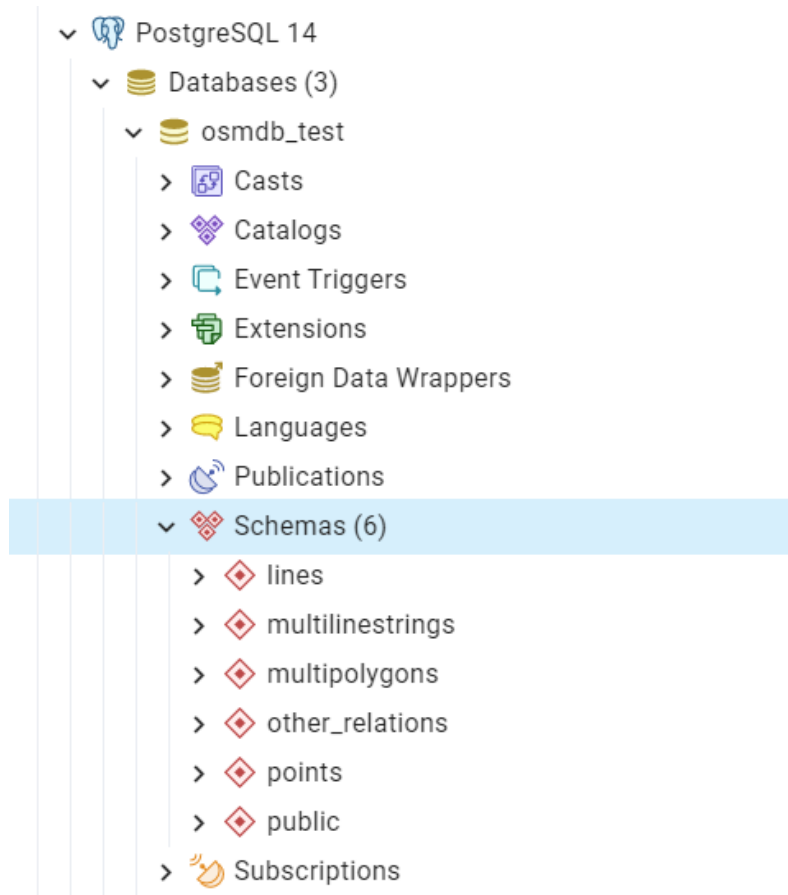 PostgreSQL 14
Databases (3)
osmdb_test
Casts
Catalogs
Event Triggers
Extensions
Foreign Data Wrappers
Languages
Publications
Schemas (6)
lines
multilinestrings
multipolygons
other_relations
points
public
Subscriptions